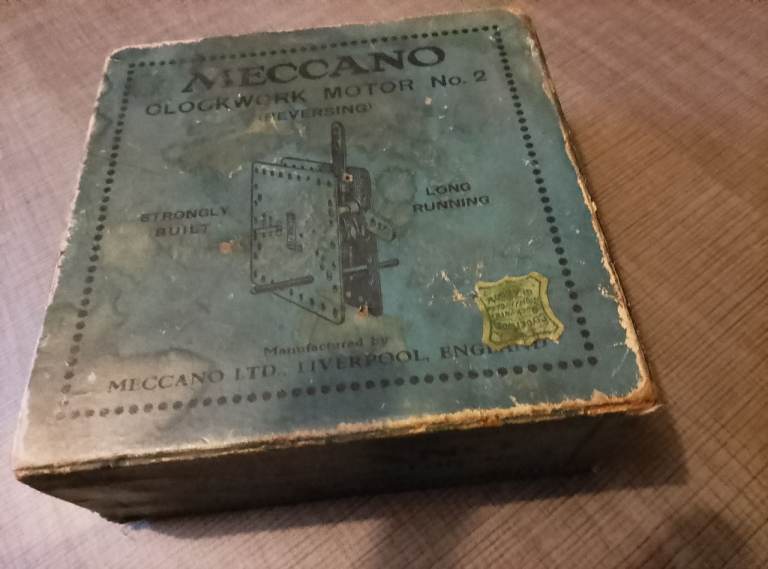 MECCANO
CLOCKWORK MOTOR No. 2
(REVERSING)
STRONGLY
BUILT
LONG
RUNNING
Manufactured by
MECCANO LTD., LIVERPOOL, ENGLAND